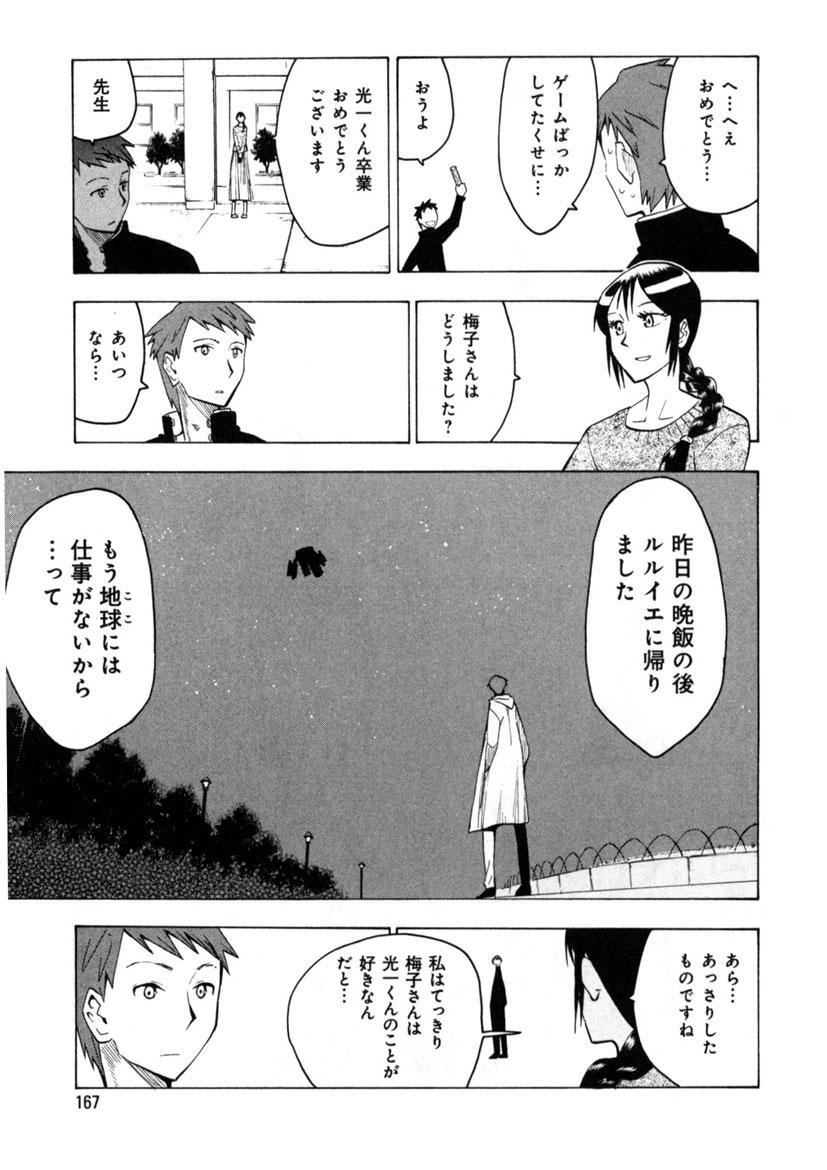 へ…へえ
おめでとう…
ゲームばっか
してたくせに…
おうよ
光一くん卒業
おめでとう
ございます
先生
梅子さんは
どうしました?
あいつ
なら…
昨日の晩飯の後
ルルイエに帰り
ました
もう地球には
ここ
仕事がないから
…って
あら…
あっさりした
ものですね
私はてっきり
梅子さんは
光一くんのことが
好きなん
だと…
167